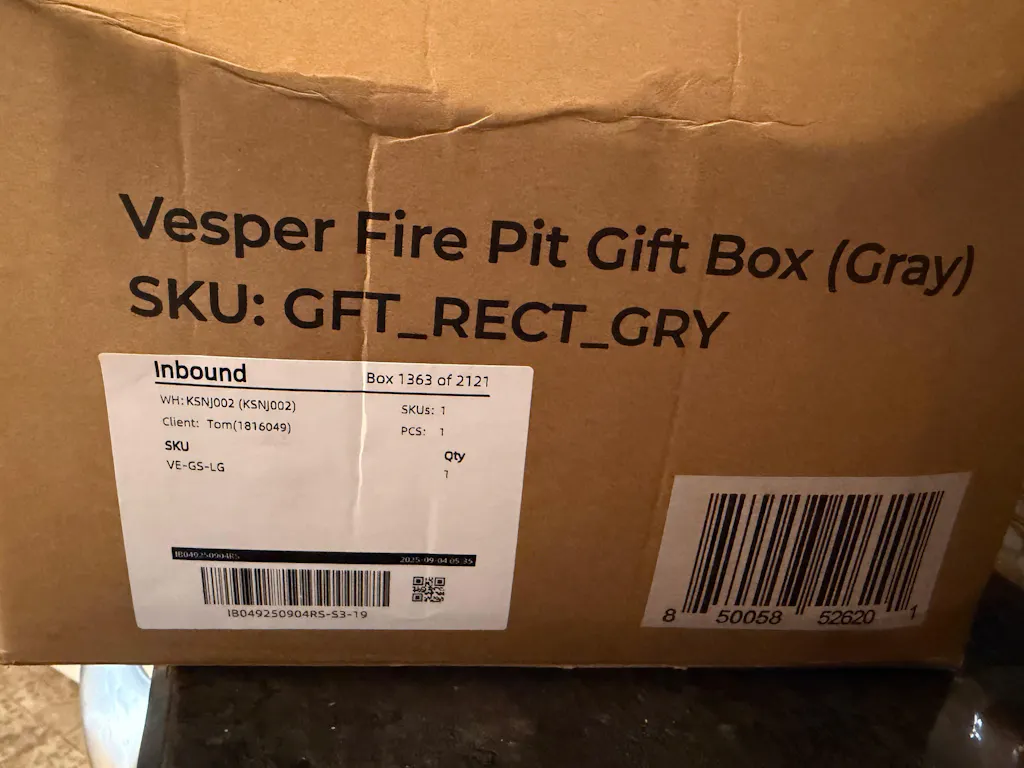 Vesper Fire Pit Gift Box (Gray)
SKU: GFT_RECT_GRY
Inbound Box 1363 of 2121
WH: KSNJ002 (KSNJ002) SKUs: 1
Client: Tom(1816049) PCS: 1
SKU Qty
VE-GS-LG 1
IB049250904RS 2025-09-04 05:35
IB049250904RS-S3-19
8 50058 52620 1